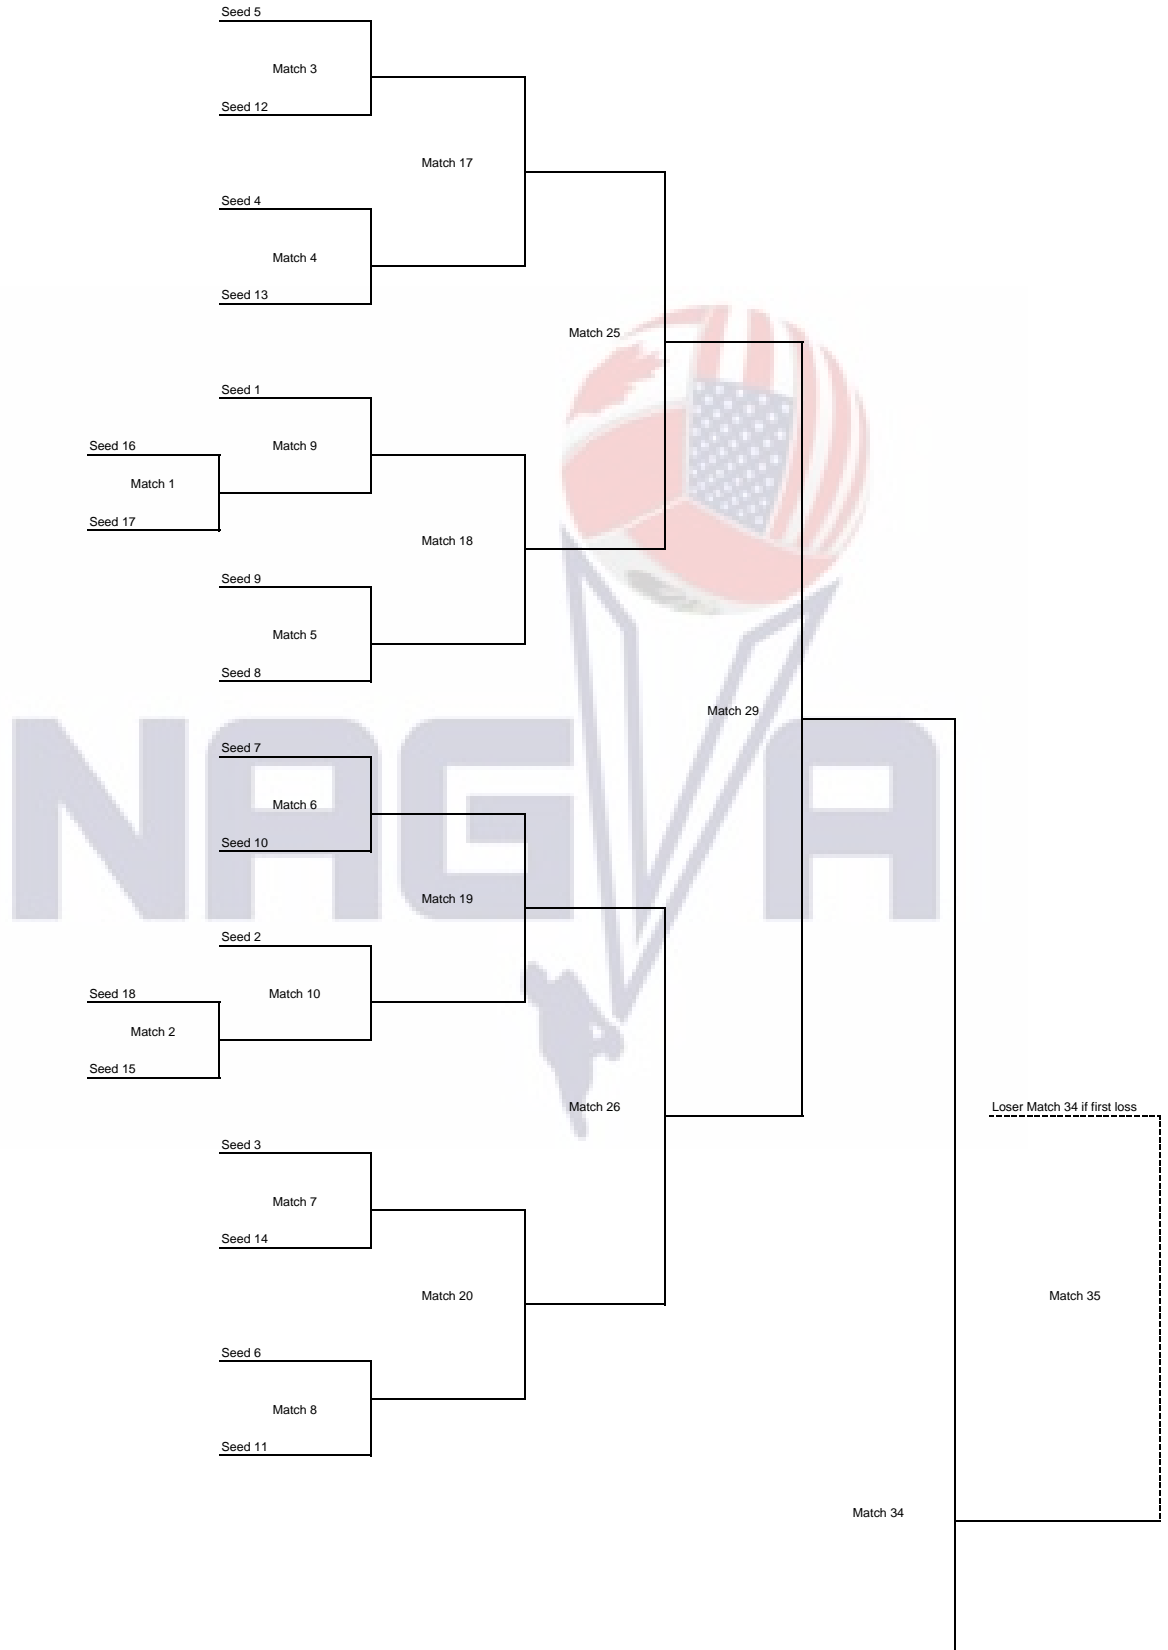 Seed 5
Match 3
Seed 12
Match 17
Seed 4
Match 4
Seed 13
Match 25
Seed 1
Seed 16
Match 9
Match 1
Seed 17
Match 18
Seed 9
Match 5
Seed 8
Match 29
NAGVA
Seed 7
Match 6
Seed 10
Match 19
Seed 2
Seed 18
Match 10
Match 2
Seed 15
Match 26
Loser Match 34 if first loss
Seed 3
Match 7
Seed 14
Match 20
Match 35
Seed 6
Match 8
Seed 11
Match 34